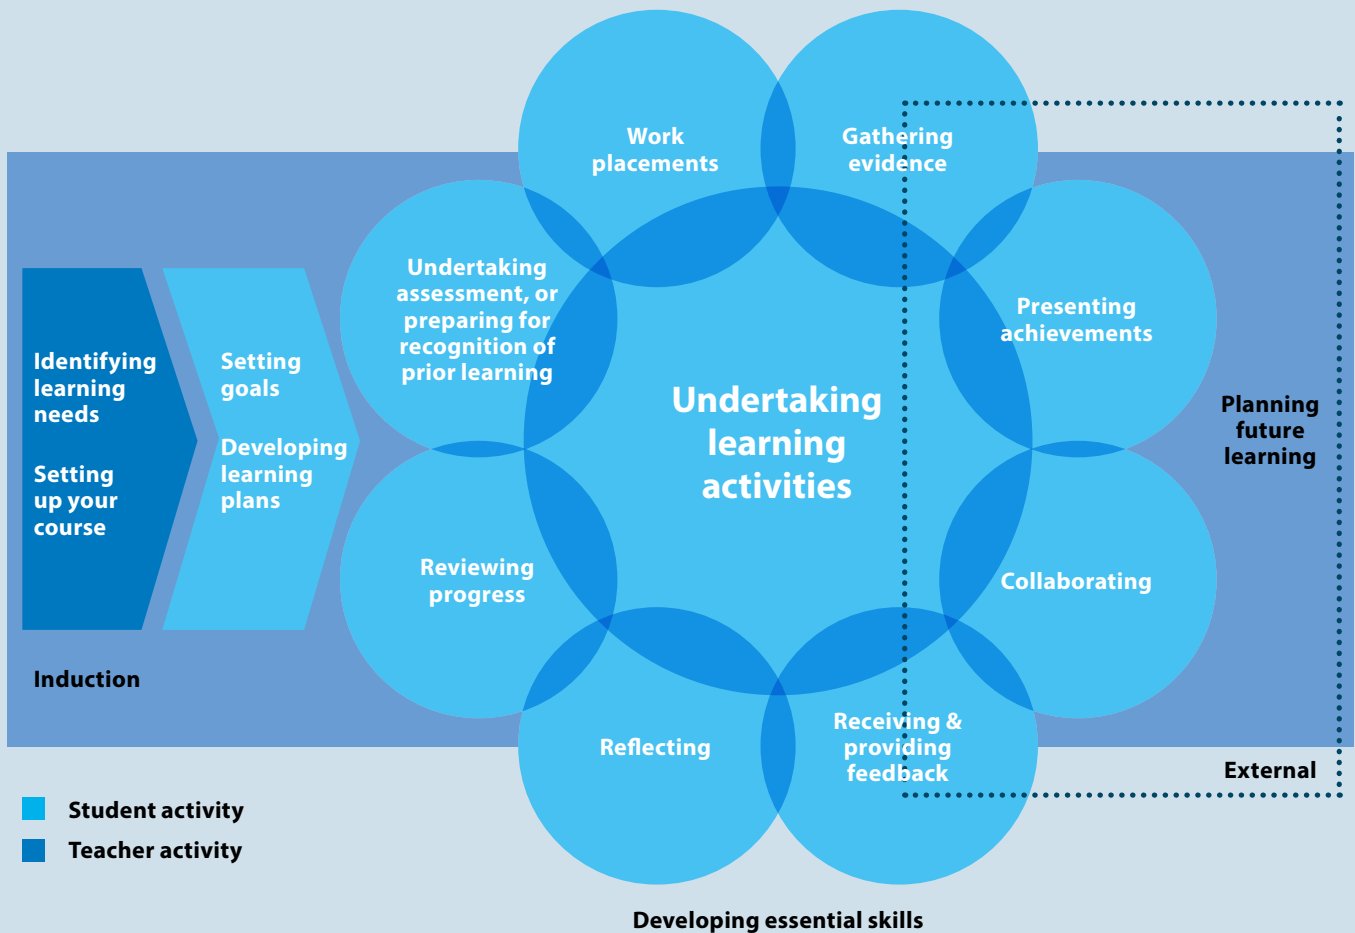 Work
placements
Gathering
evidence
Undertaking
assessment, or
preparing for
recognition of
prior learning
Presenting
achievements
Identifying
learning
needs
Setting
up your
course
Setting
goals
Developing
learning
plans
Undertaking
learning
activities
Planning
future
learning
Reviewing
progress
Collaborating
Induction
Reflecting
Receiving &
providing
feedback
External
Student activity
Teacher activity
Developing essential skills